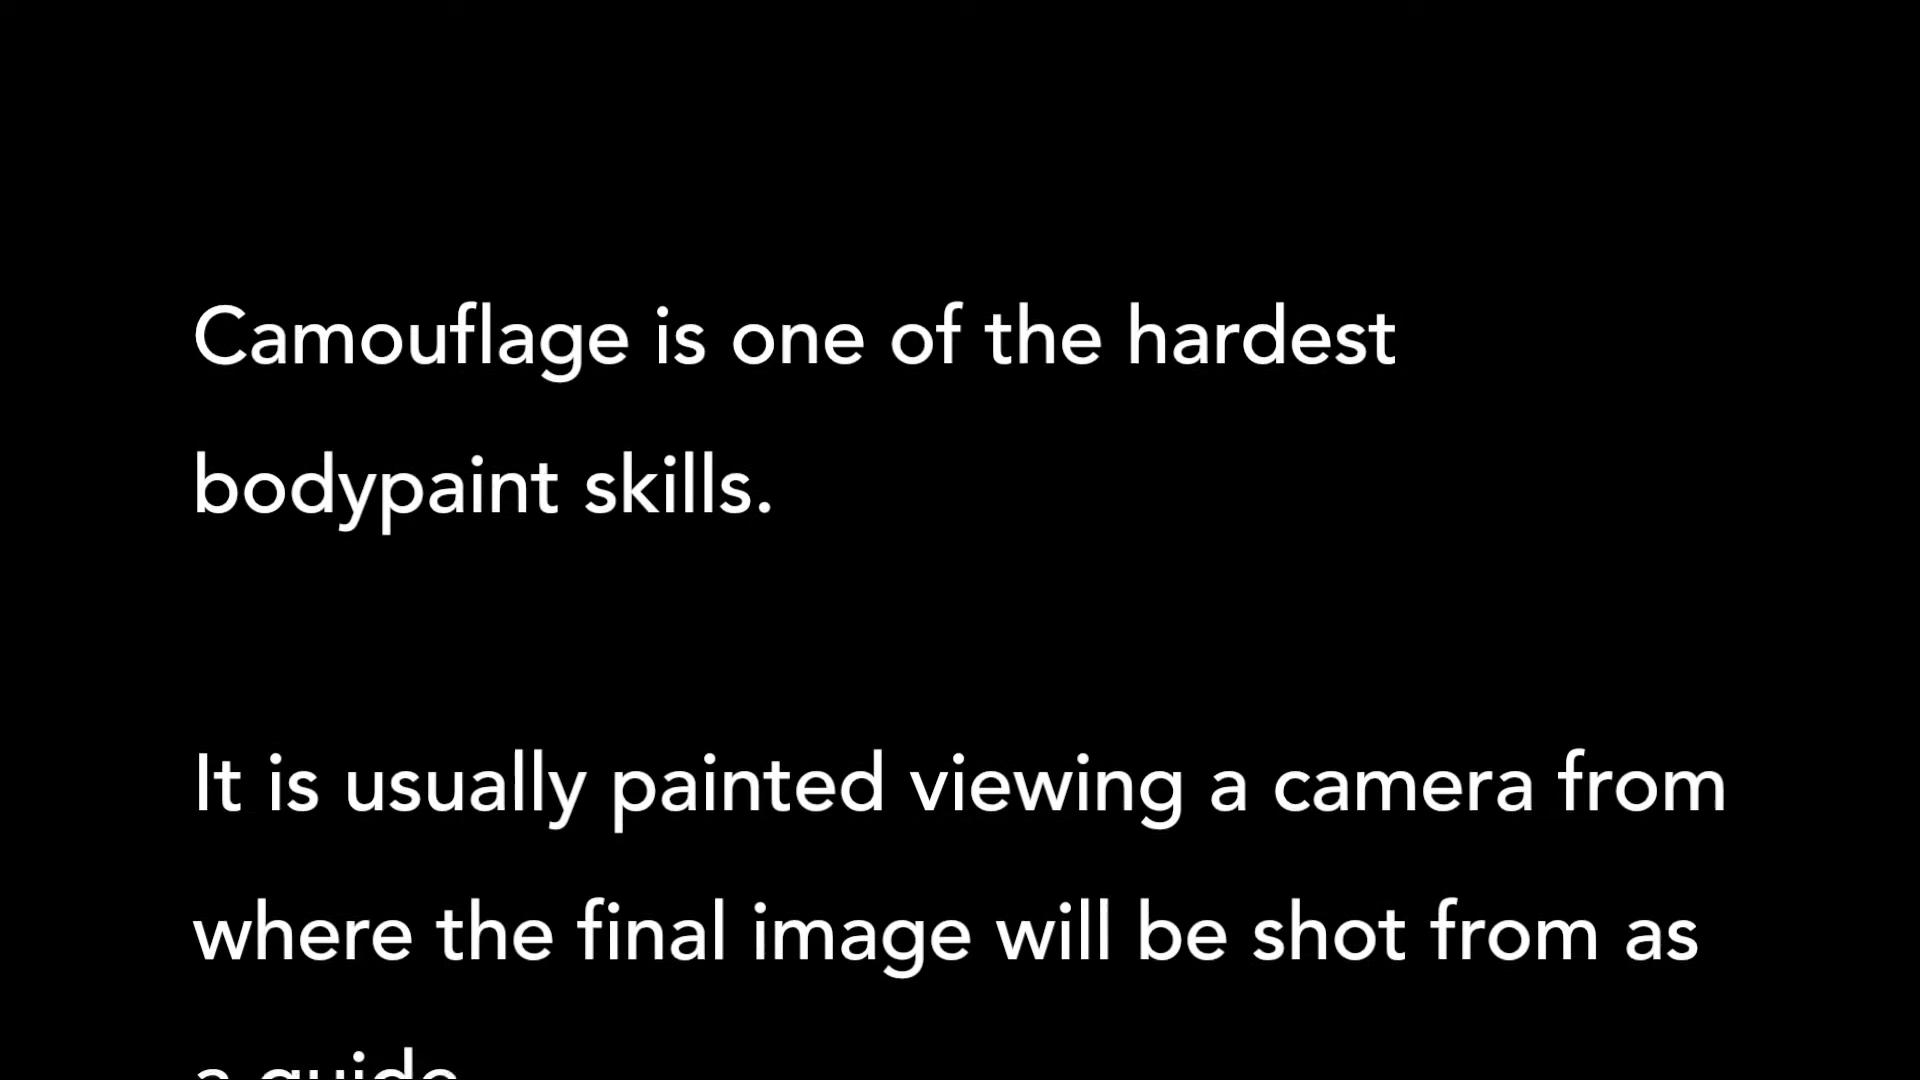 Camouflage is one of the hardest
bodypaint skills.
It is usually painted viewing a camera from
where the final image will be shot from as
a guide